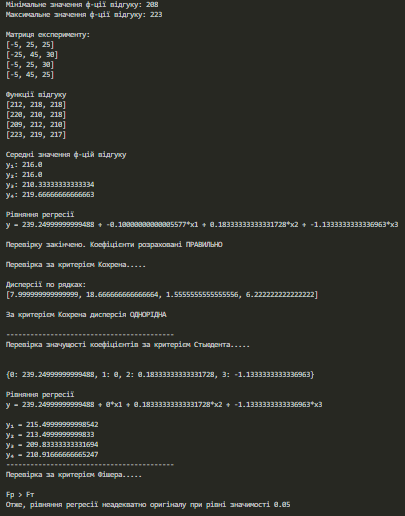 Мінімальне значення ф-ції відгуку: 208
Максимальне значення ф-ції відгуку: 223
Матриця експерименту:
[-5, 25, 25]
[-25, 45, 30]
[-5, 25, 30]
[-5, 45, 25]
Функції відгуку
[212, 218, 218]
[220, 210, 218]
[209, 212, 210]
[223, 219, 217]
Середні значення ф-цій відгуку
y₁: 216.0
y₂: 216.0
y₃: 210.33333333333334
y₄: 219.66666666666663
Рівняння регресії
y = 239.24999999999488 + -0.10000000000005577*x1 + 0.18333333333331728*x2 + -1.1333333333336963*x3
Перевірку закінчено. Коефіцієнти розраховані ПРАВИЛЬНО
Перевірка за критерієм Кохрена.....
Дисперсії по рядках:
[7.999999999999999, 18.666666666666664, 1.5555555555555556, 6.222222222222222]
За критерієм Кохрена дисперсія ОДНОРІДНА
----------------------------------------
Перевірка значущості коефіцієнтів за критерієм Стьюдента.....
{0: 239.24999999999488, 1: 0, 2: 0.18333333333331728, 3: -1.1333333333336963}
Рівняння регресії
y = 239.24999999999488 + 0*x1 + 0.18333333333331728*x2 + -1.1333333333336963*x3
y₁ = 215.49999999998542
y₂ = 213.4999999999833
y₃ = 209.83333333331694
y₄ = 210.91666666665247
----------------------------------------
Перевірка за критерієм Фішера.....
Fp > Fт
Отже, рівняння регресії неадекватно оригіналу при рівні значимості 0.05